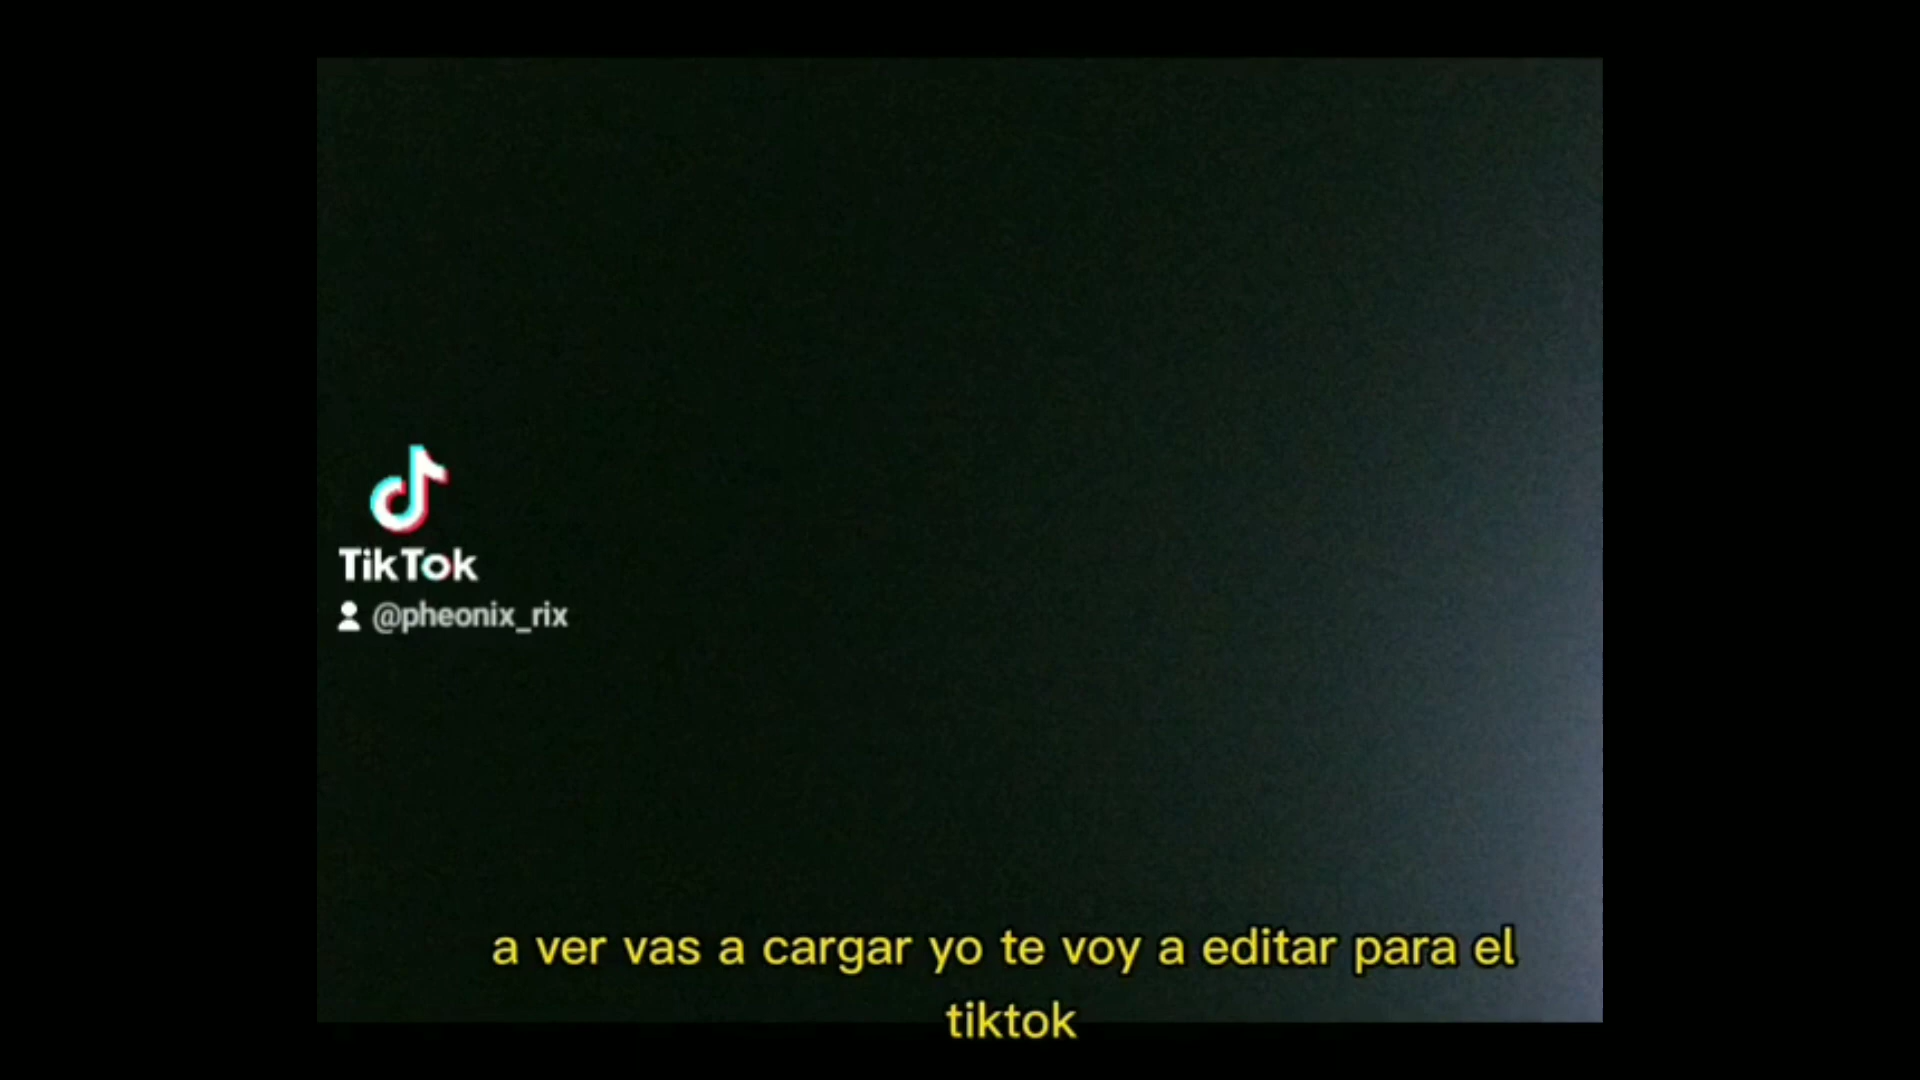 TikTok
@pheonix_rix
a ver vas a cargar yo te voy a editar para el
tiktok